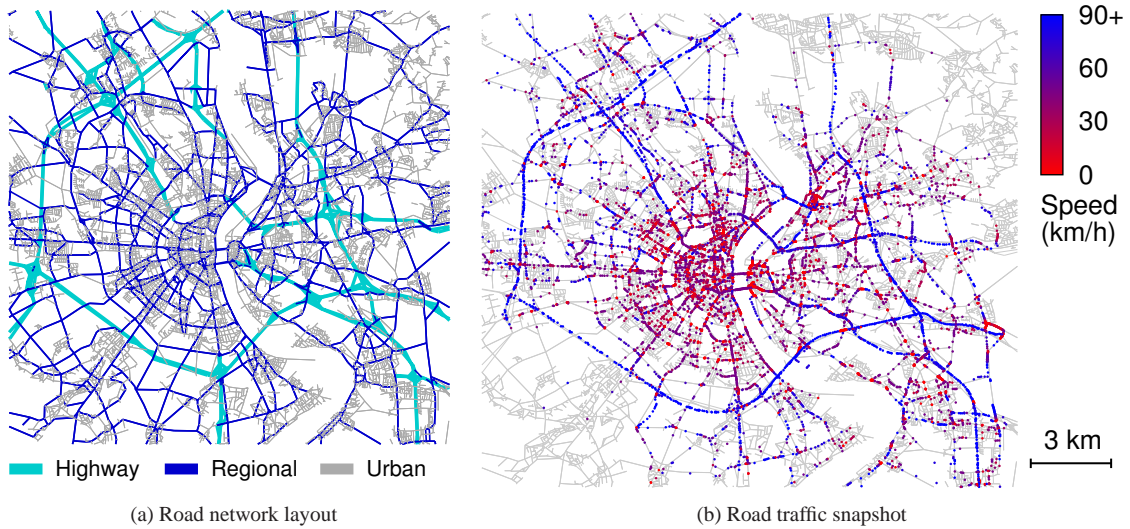 90+
60
30
0
Speed
(km/h)
3 km
Highway
Regional
Urban
(a) Road network layout
(b) Road traffic snapshot